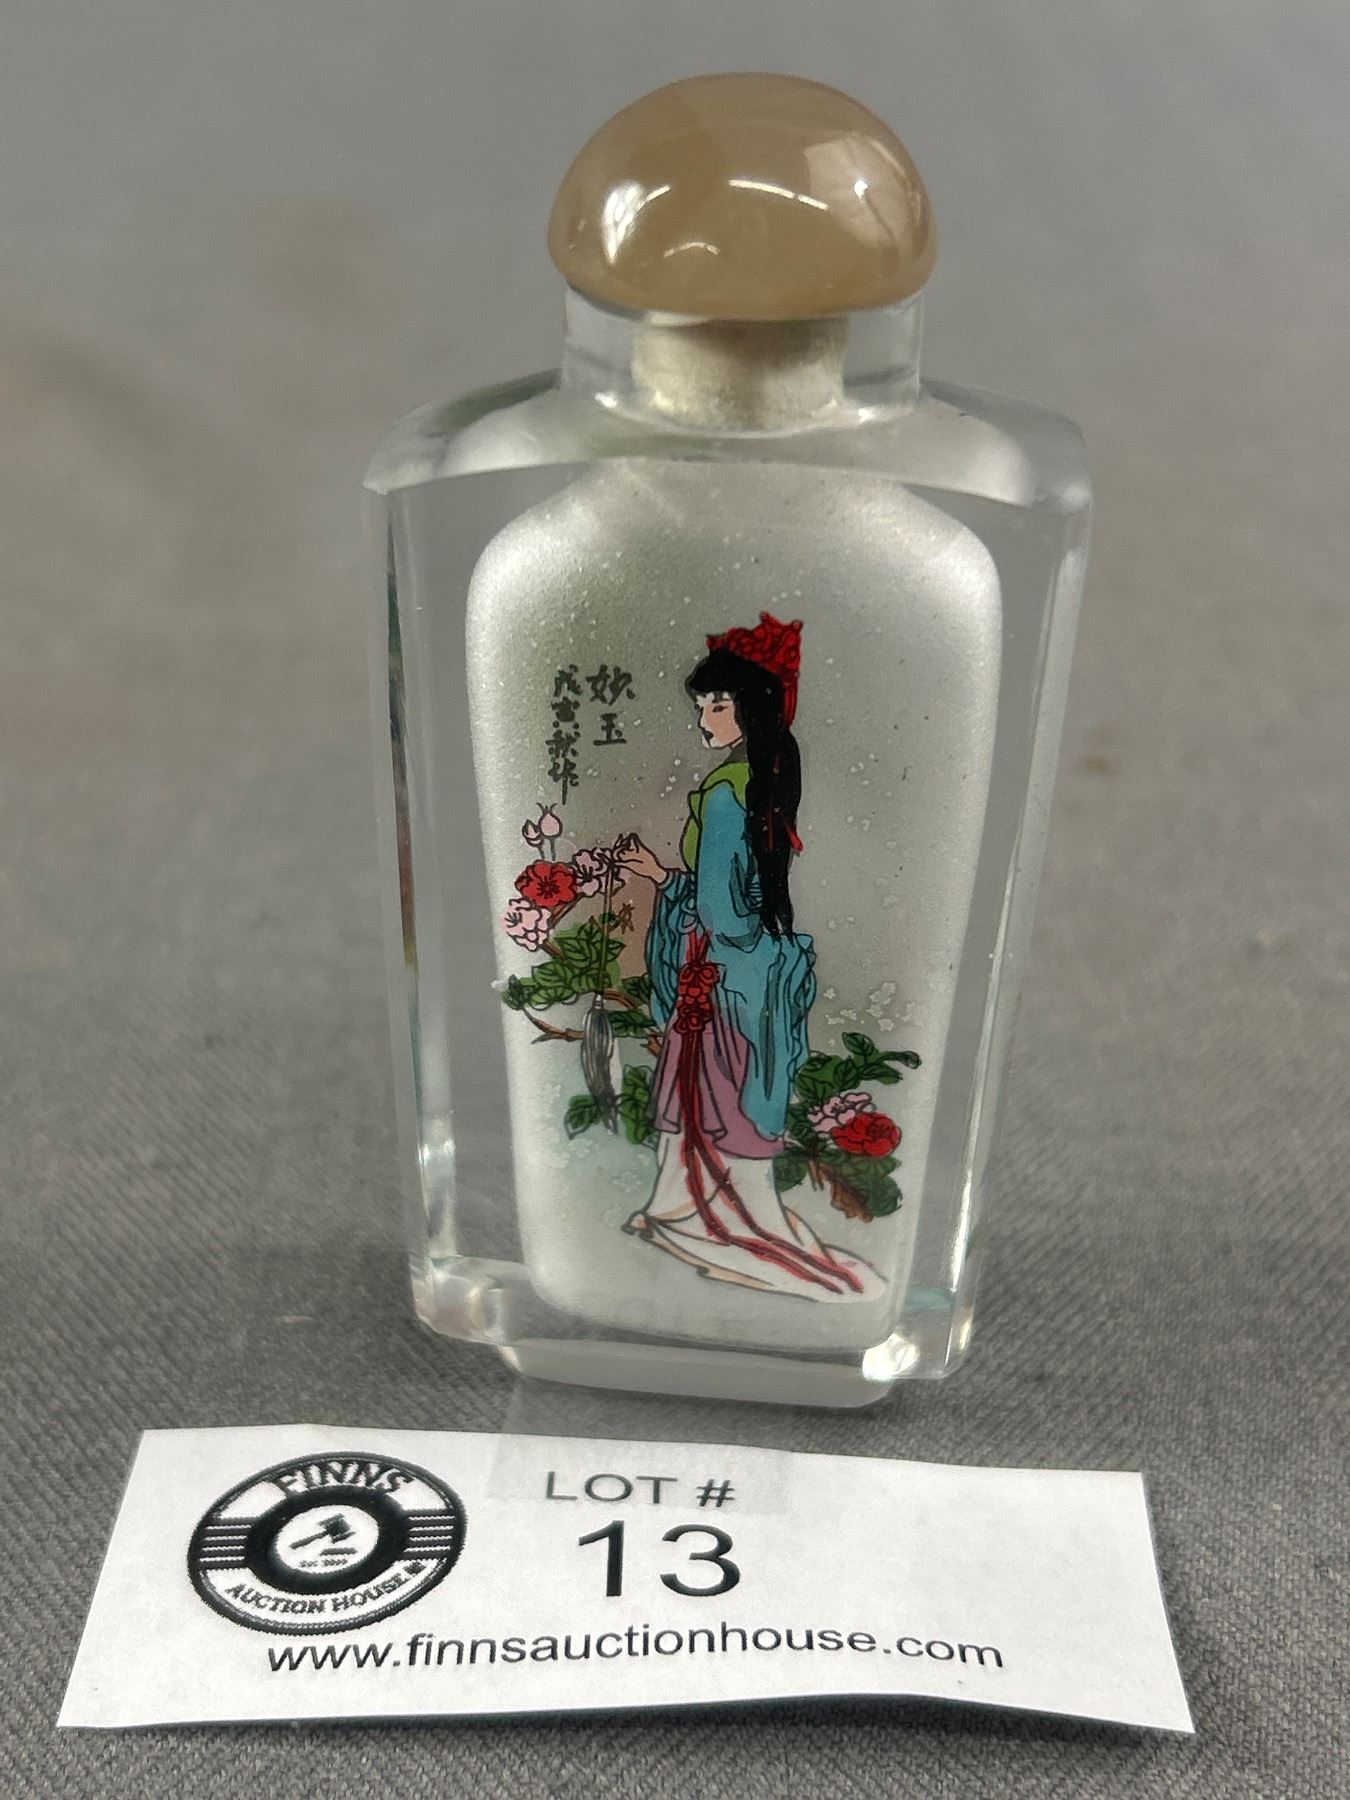 妙玉
戊寅秋作
LOT #
13
FINNS
AUCTION HOUSE
www.finnsauctionhouse.com